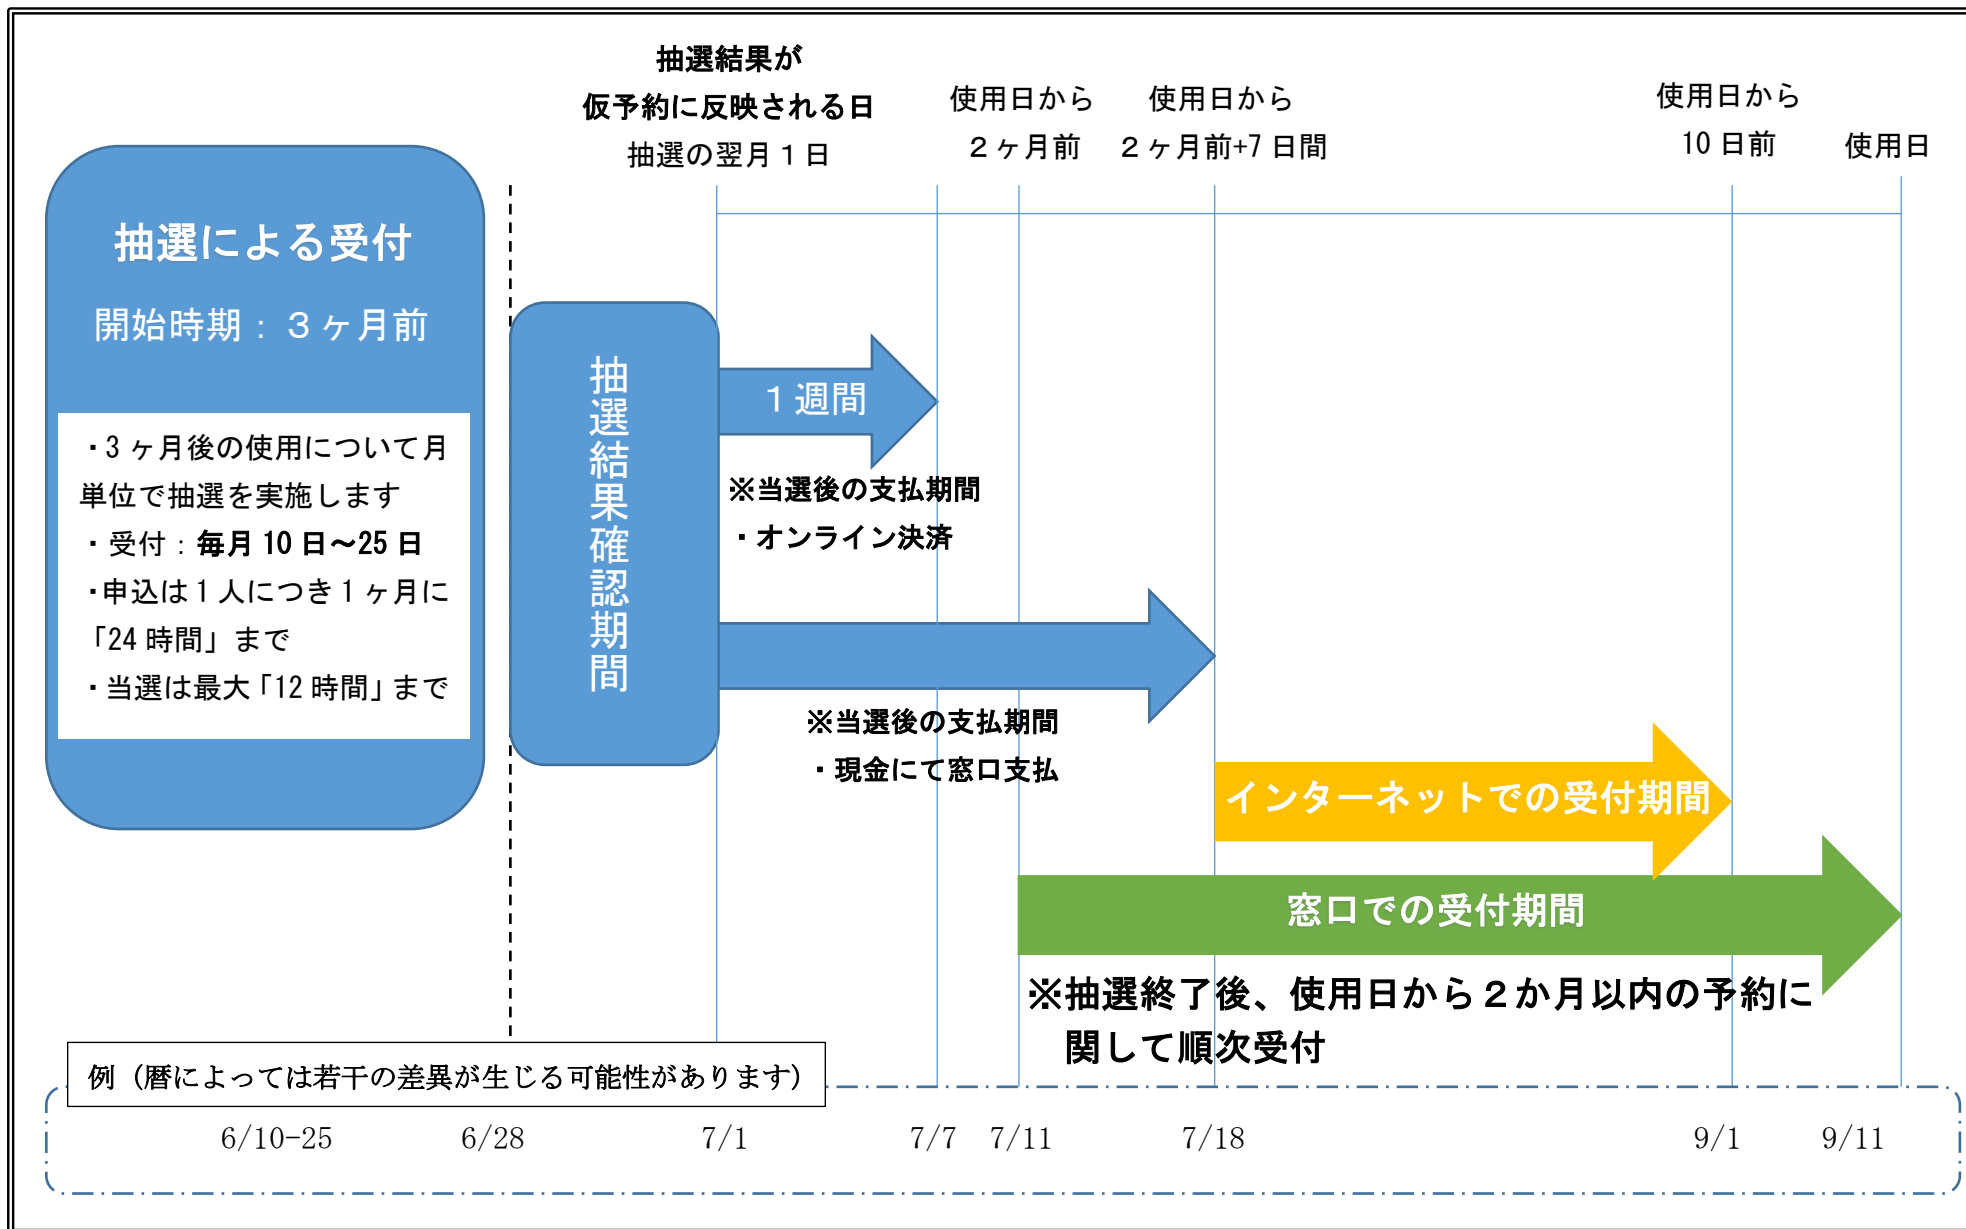 抽選結果が
仮予約に反映される日
抽選の翌月１日
使用日から
２ヶ月前
使用日から
２ヶ月前+7日間
使用日から
10日前
使用日
抽選による受付
開始時期：３ヶ月前
・3ヶ月後の使用について月
単位で抽選を実施します
・受付：毎月10日～25日
・申込は１人につき１ヶ月に
「24時間」まで
・当選は最大「12時間」まで
抽選結果確認期間
１週間
※当選後の支払期間
・オンライン決済
※当選後の支払期間
・現金にて窓口支払
インターネットでの受付期間
窓口での受付期間
※抽選終了後、使用日から２か月以内の予約に
関して順次受付
例（暦によっては若干の差異が生じる可能性があります）
6/10-25
6/28
7/1
7/7
7/11
7/18
9/1
9/11